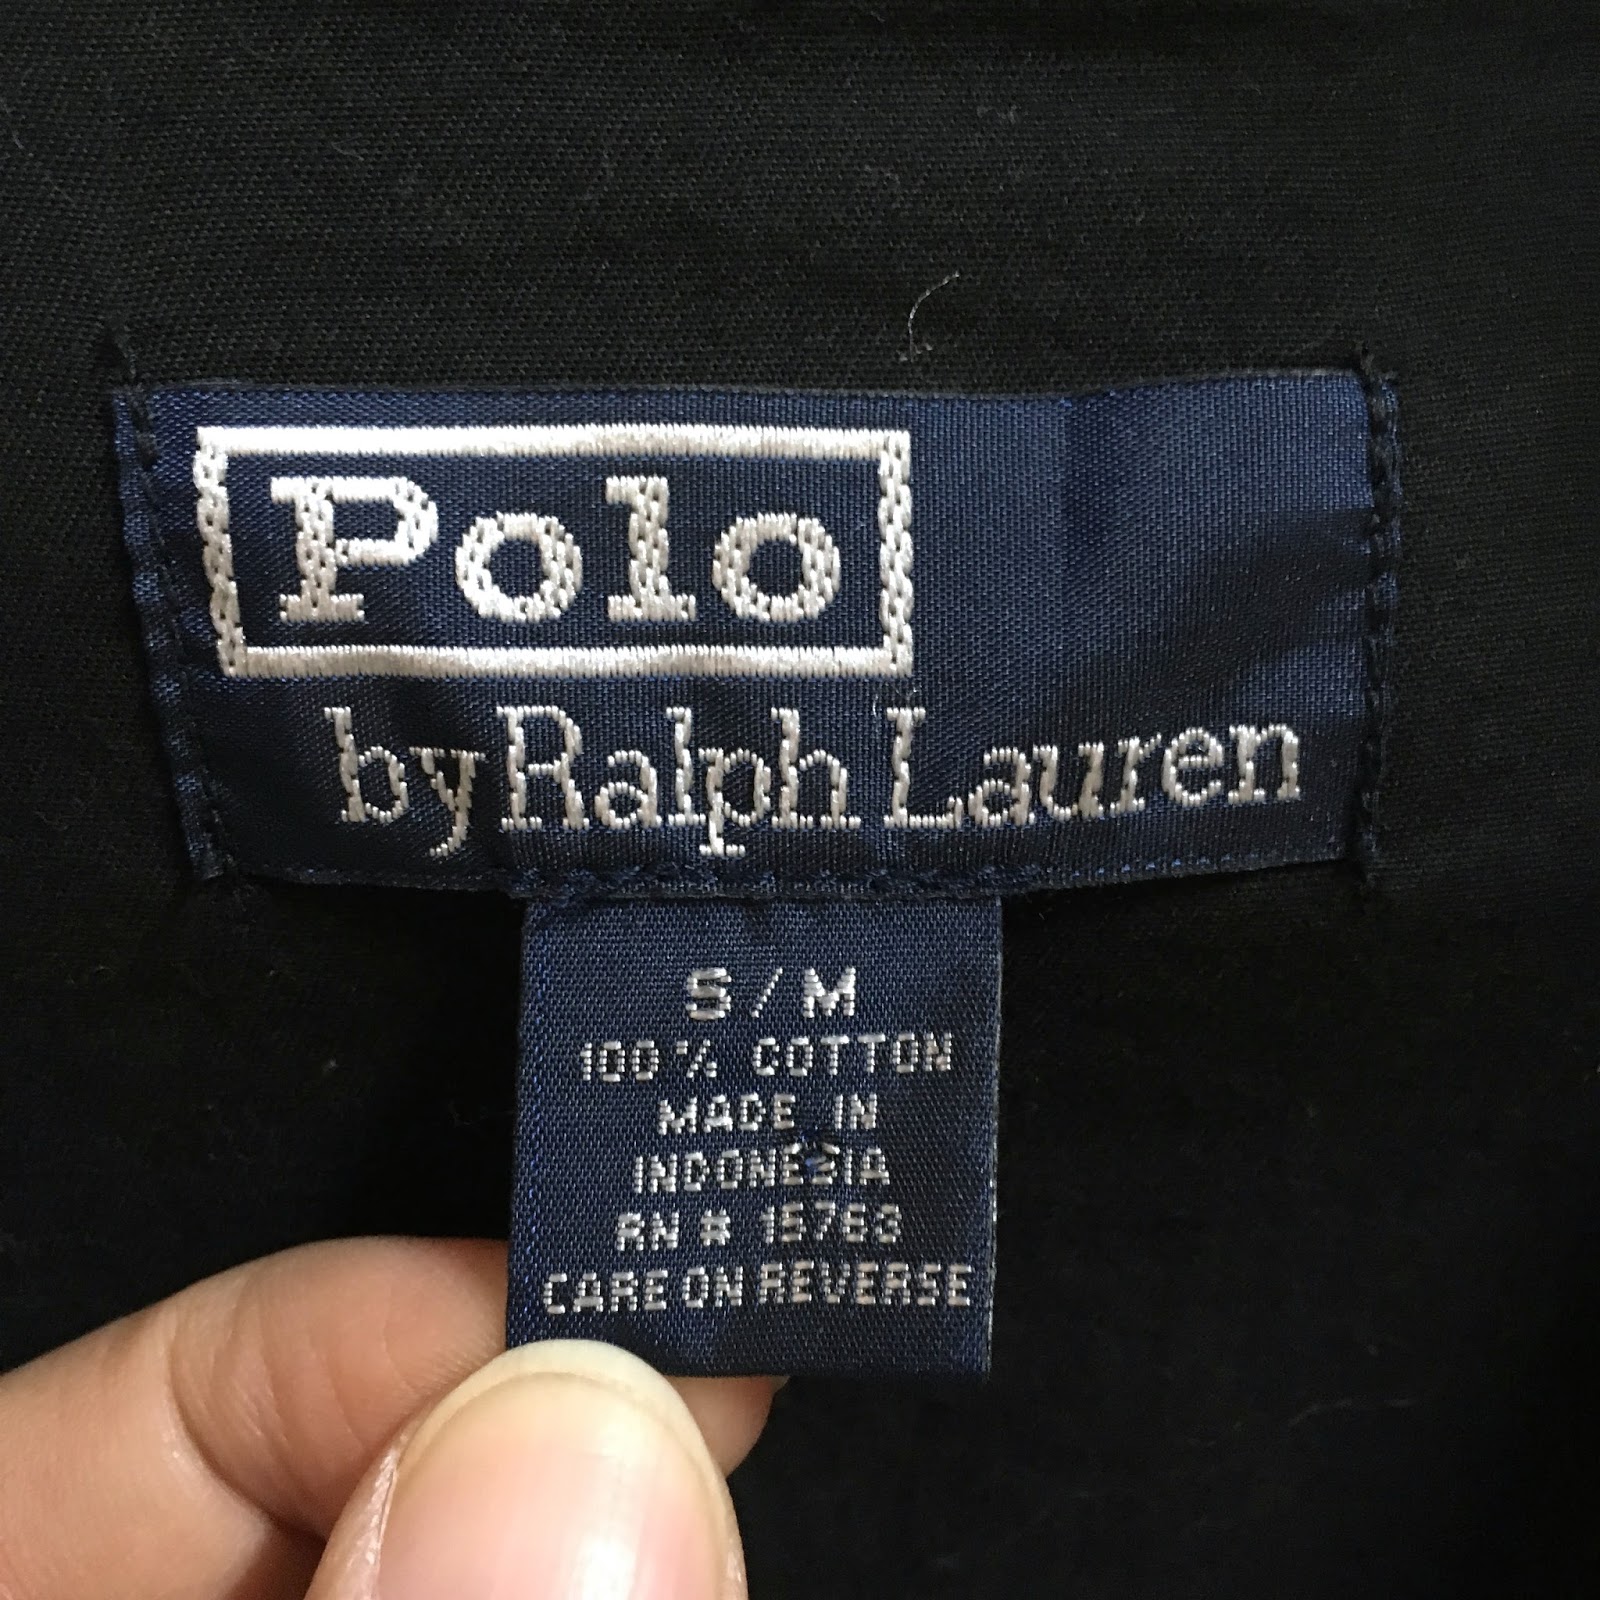 Polo
by Ralph Lauren
S/M
100% COTTON
MADE IN
INDONESIA
RN # 15763
CARE ON REVERSE